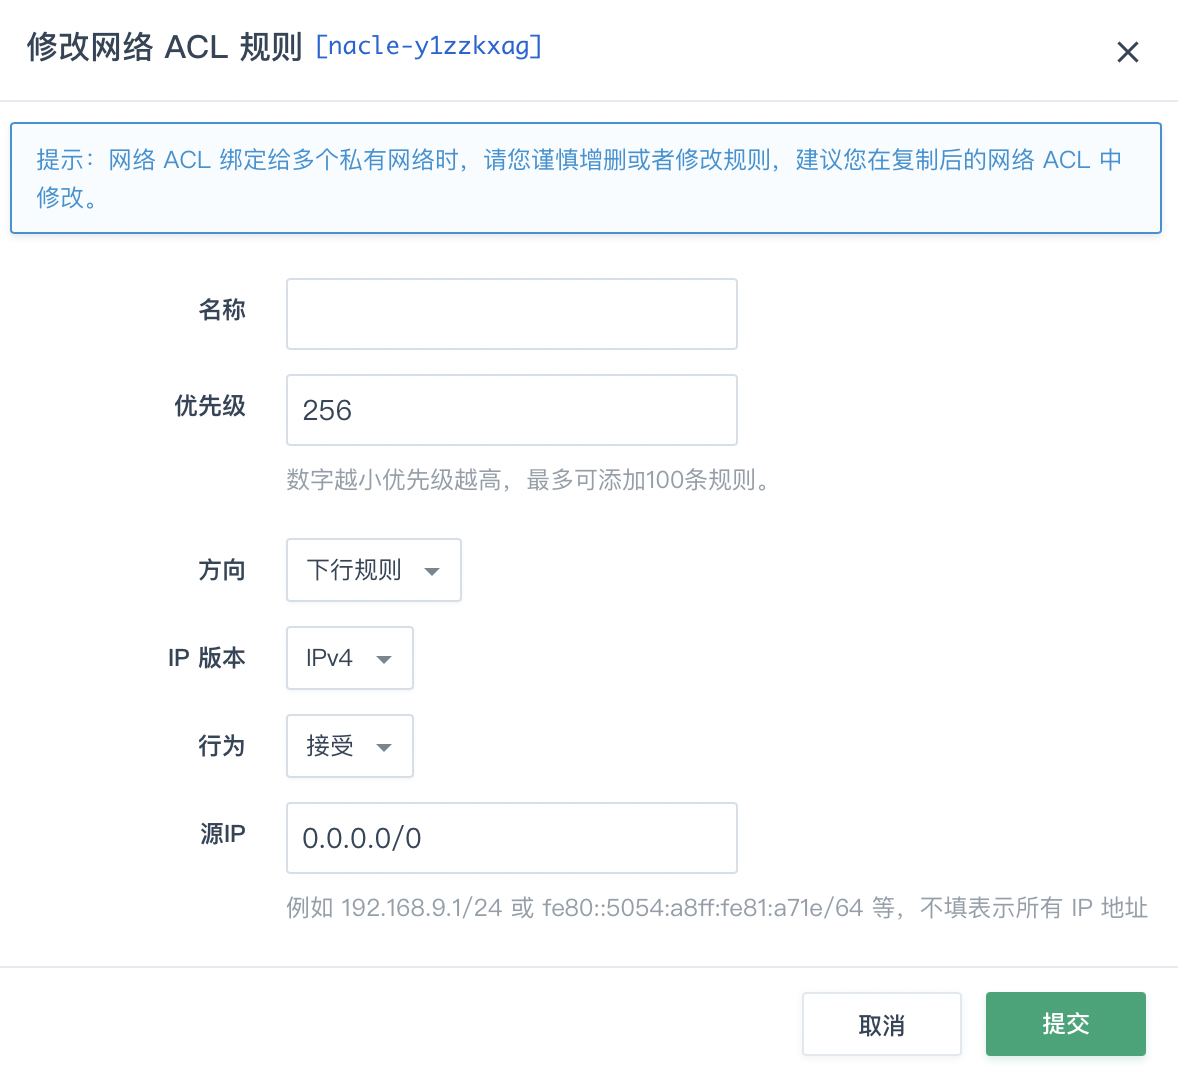 修改网络 ACL 规则 [nacle-y1zzkxag]
提示：网络 ACL 绑定给多个私有网络时，请您谨慎增删或者修改规则，建议您在复制后的网络 ACL 中
修改。
名称
优先级 256
数字越小优先级越高，最多可添加100条规则。
方向 下行规则
IP 版本 IPv4
行为 接受
源IP 0.0.0.0/0
例如 192.168.9.1/24 或 fe80::5054:a8ff:fe81:a71e/64 等，不填表示所有 IP 地址
取消 提交